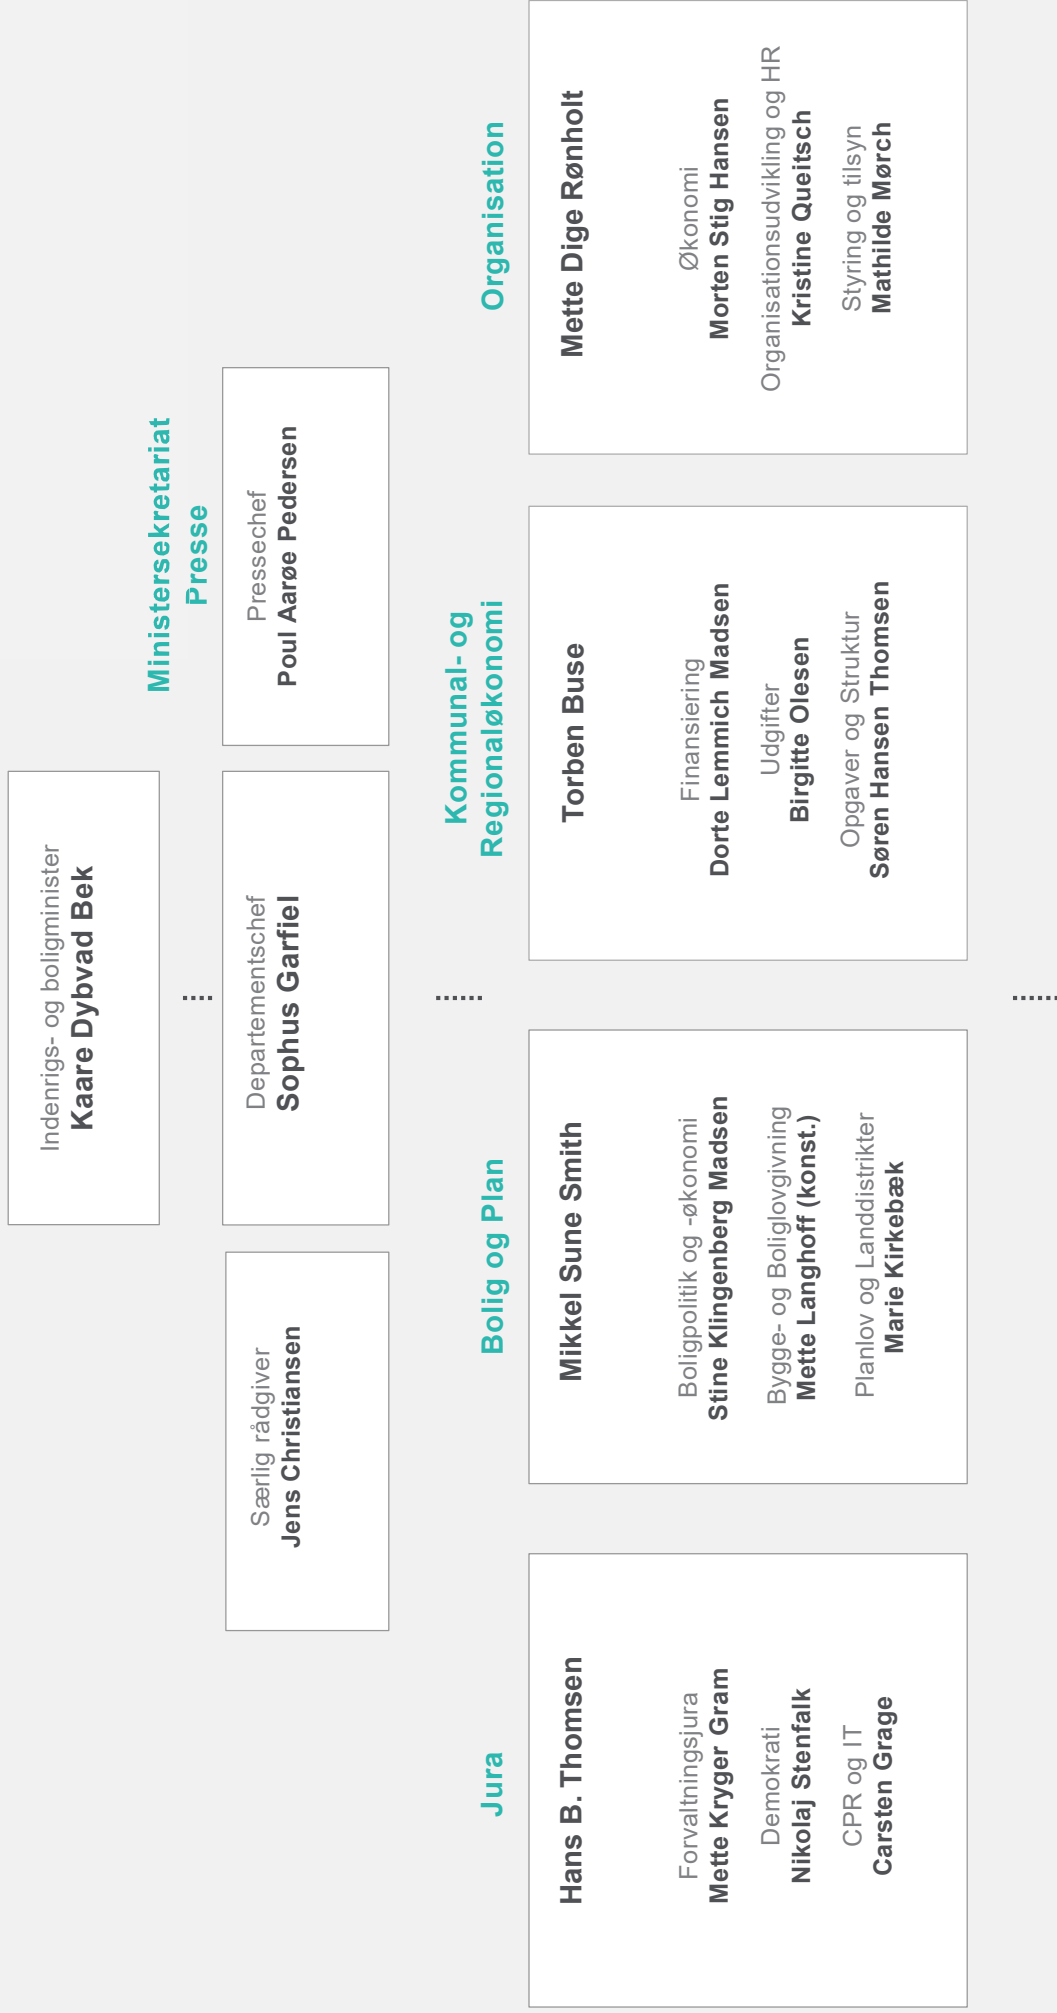 Indenrigs- og boligminister
Kaare Dybvad Bek
Ministersekretariat
Presse
Særlig rådgiver
Jens Christiansen
Departementschef
Sophus Garfiel
Pressechef
Poul Aarøe Pedersen
Jura
Hans B. Thomsen
Forvaltningsjura
Mette Kryger Gram
Demokrati
Nikolaj Stenfalk
CPR og IT
Carsten Grage
Bolig og Plan
Mikkel Sune Smith
Boligpolitik og -økonomi
Stine Klingenberg Madsen
Bygge- og Boliglovgivning
Mette Langhoff (konst.)
Planlov og Landdistrikter
Marie Kirkebæk
Kommunal- og
Regionaløkonomi
Torben Buse
Finansiering
Dorte Lemmich Madsen
Udgifter
Birgitte Olesen
Opgaver og Struktur
Søren Hansen Thomsen
Organisation
Mette Dige Rønholt
Økonomi
Morten Stig Hansen
Organisationsudvikling og HR
Kristine Queitsch
Styring og tilsyn
Mathilde Mørch